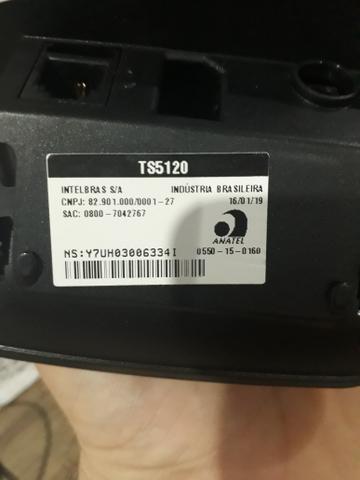 TS5120
INTELBRAS S/A INDÚSTRIA BRASILEIRA
CNPJ: 82.901.000/0001-27 16/01/19
SAC: 0800-7042767
ANATEL
NS:Y7UH03006334I 0550-15-0160